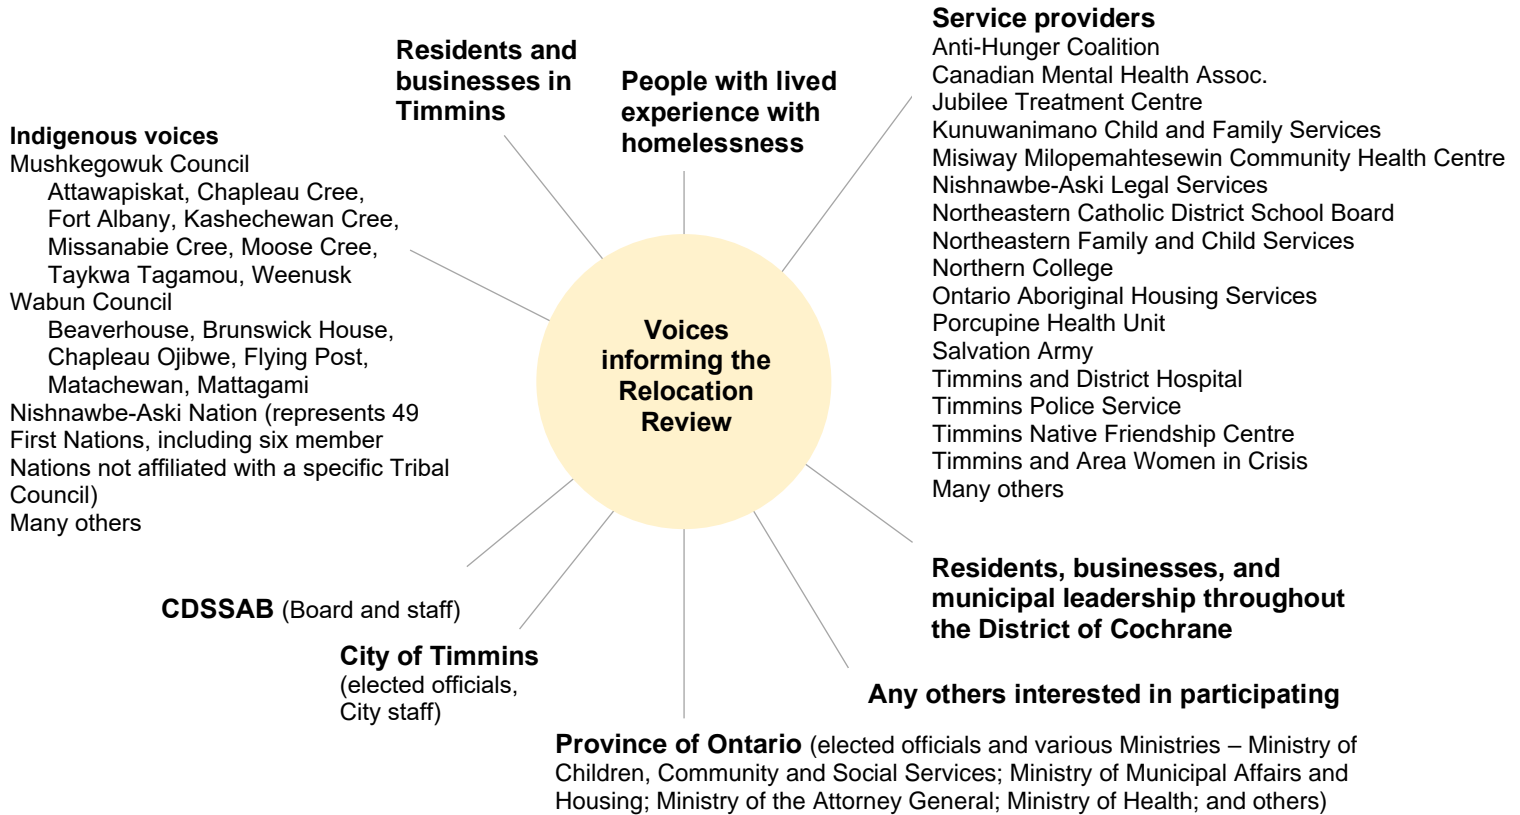 Residents and
businesses in
Timmins
People with lived
experience with
homelessness
Service providers
Anti-Hunger Coalition
Canadian Mental Health Assoc.
Jubilee Treatment Centre
Kunuwanimano Child and Family Services
Misiway Milopemahtesewin Community Health Centre
Nishnawbe-Aski Legal Services
Northeastern Catholic District School Board
Northeastern Family and Child Services
Northern College
Ontario Aboriginal Housing Services
Porcupine Health Unit
Salvation Army
Timmins and District Hospital
Timmins Police Service
Timmins Native Friendship Centre
Timmins and Area Women in Crisis
Many others
Indigenous voices
Mushkegowuk Council
Attawapiskat, Chapleau Cree,
Fort Albany, Kashechewan Cree,
Missanabie Cree, Moose Cree,
Taykwa Tagamou, Weenusk
Wabun Council
Beaverhouse, Brunswick House,
Chapleau Ojibwe, Flying Post,
Matachewan, Mattagami
Nishnawbe-Aski Nation (represents 49
First Nations, including six member
Nations not affiliated with a specific Tribal
Council)
Many others
Voices
informing the
Relocation
Review
CDSSAB (Board and staff)
City of Timmins
(elected officials,
City staff)
Residents, businesses, and
municipal leadership throughout
the District of Cochrane
Any others interested in participating
Province of Ontario (elected officials and various Ministries – Ministry of
Children, Community and Social Services; Ministry of Municipal Affairs and
Housing; Ministry of the Attorney General; Ministry of Health; and others)